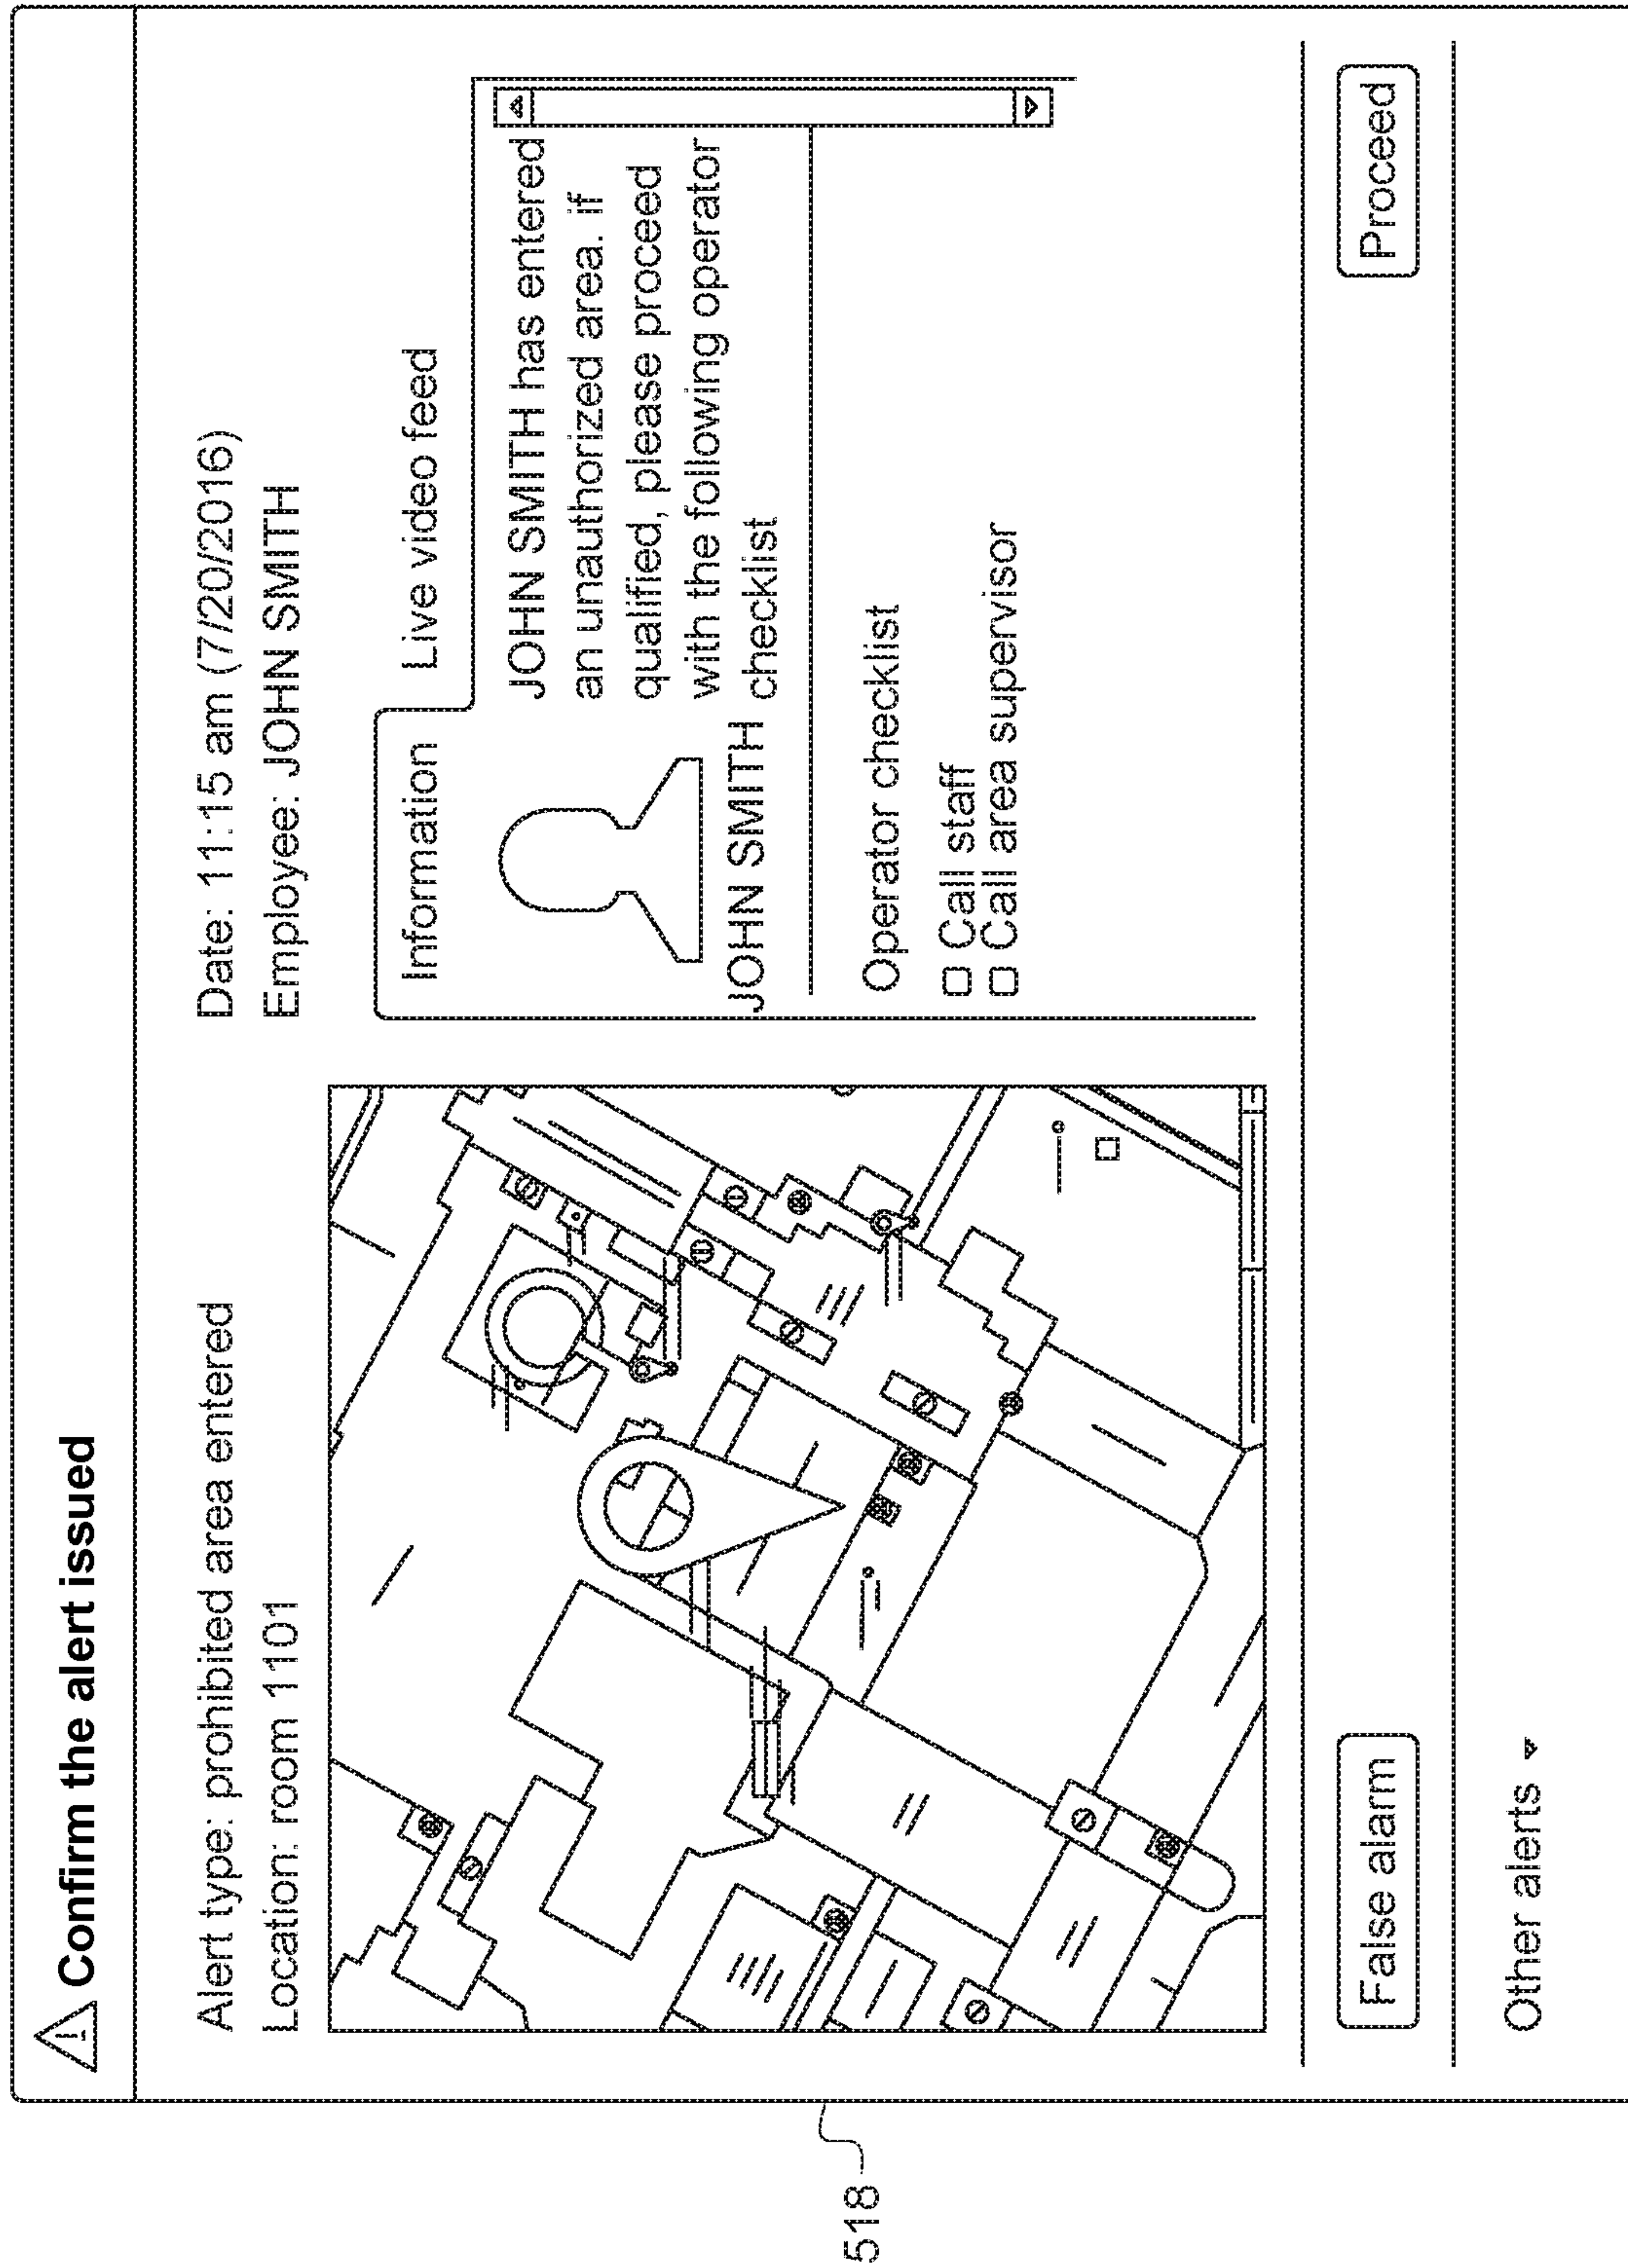 Confirm the alert issued
Alert type: prohibited area entered
Location: room 1101
Date: 11:15 am (7/20/2016)
Employee: JOHN SMITH
Information
Live video feed
JOHN SMITH
JOHN SMITH has entered
an unauthorized area. if
qualified, please proceed
with the following operator
checklist
Operator checklist
Call staff
Call area supervisor
False alarm
Proceed
Other alerts
518